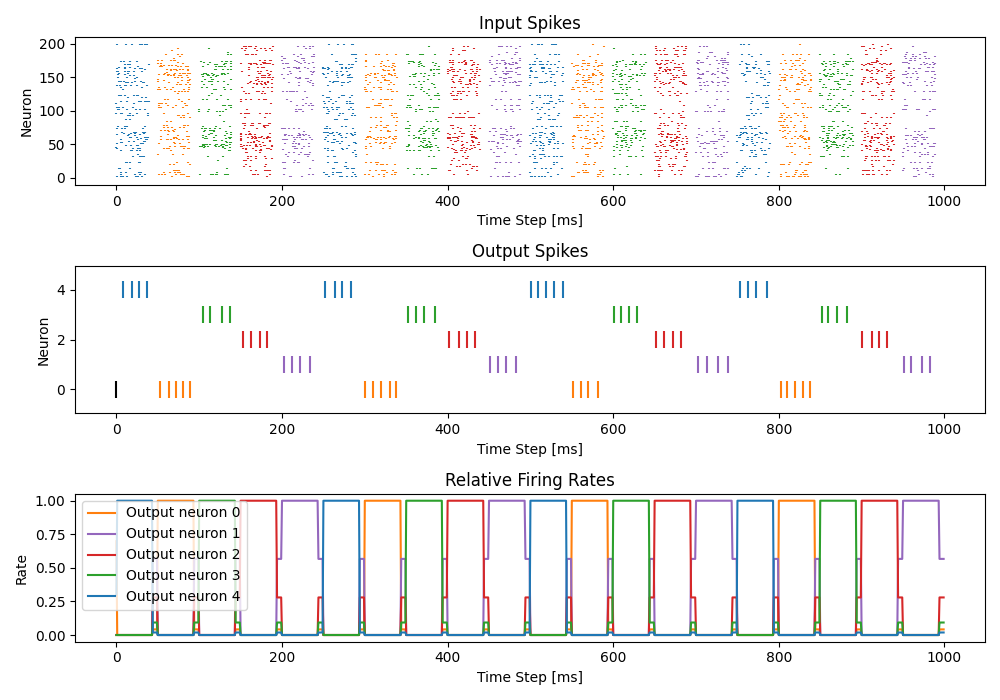 Input Spikes
200
150
100
50
0
Neuron
0 200 400 600 800 1000
Time Step [ms]
Output Spikes
4
2
0
Neuron
0 200 400 600 800 1000
Time Step [ms]
Relative Firing Rates
1.00
0.75
0.50
0.25
0.00
Rate
Output neuron 0
Output neuron 1
Output neuron 2
Output neuron 3
Output neuron 4
0 200 400 600 800 1000
Time Step [ms]